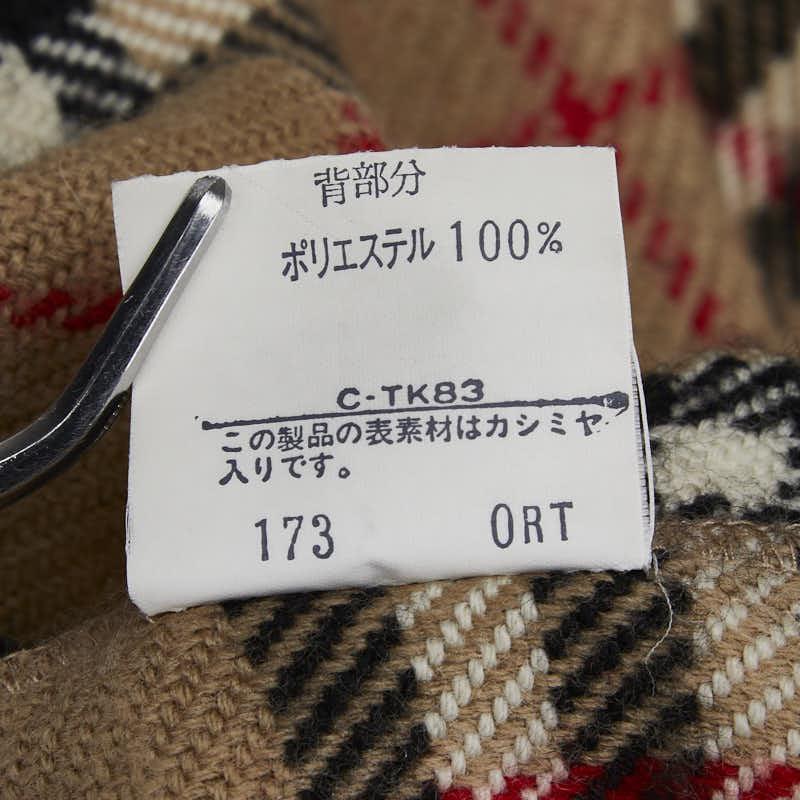 背部分
ポリエステル 100%
C-TK83
この製品の表素材はカシミヤ
入りです。
173 ORT